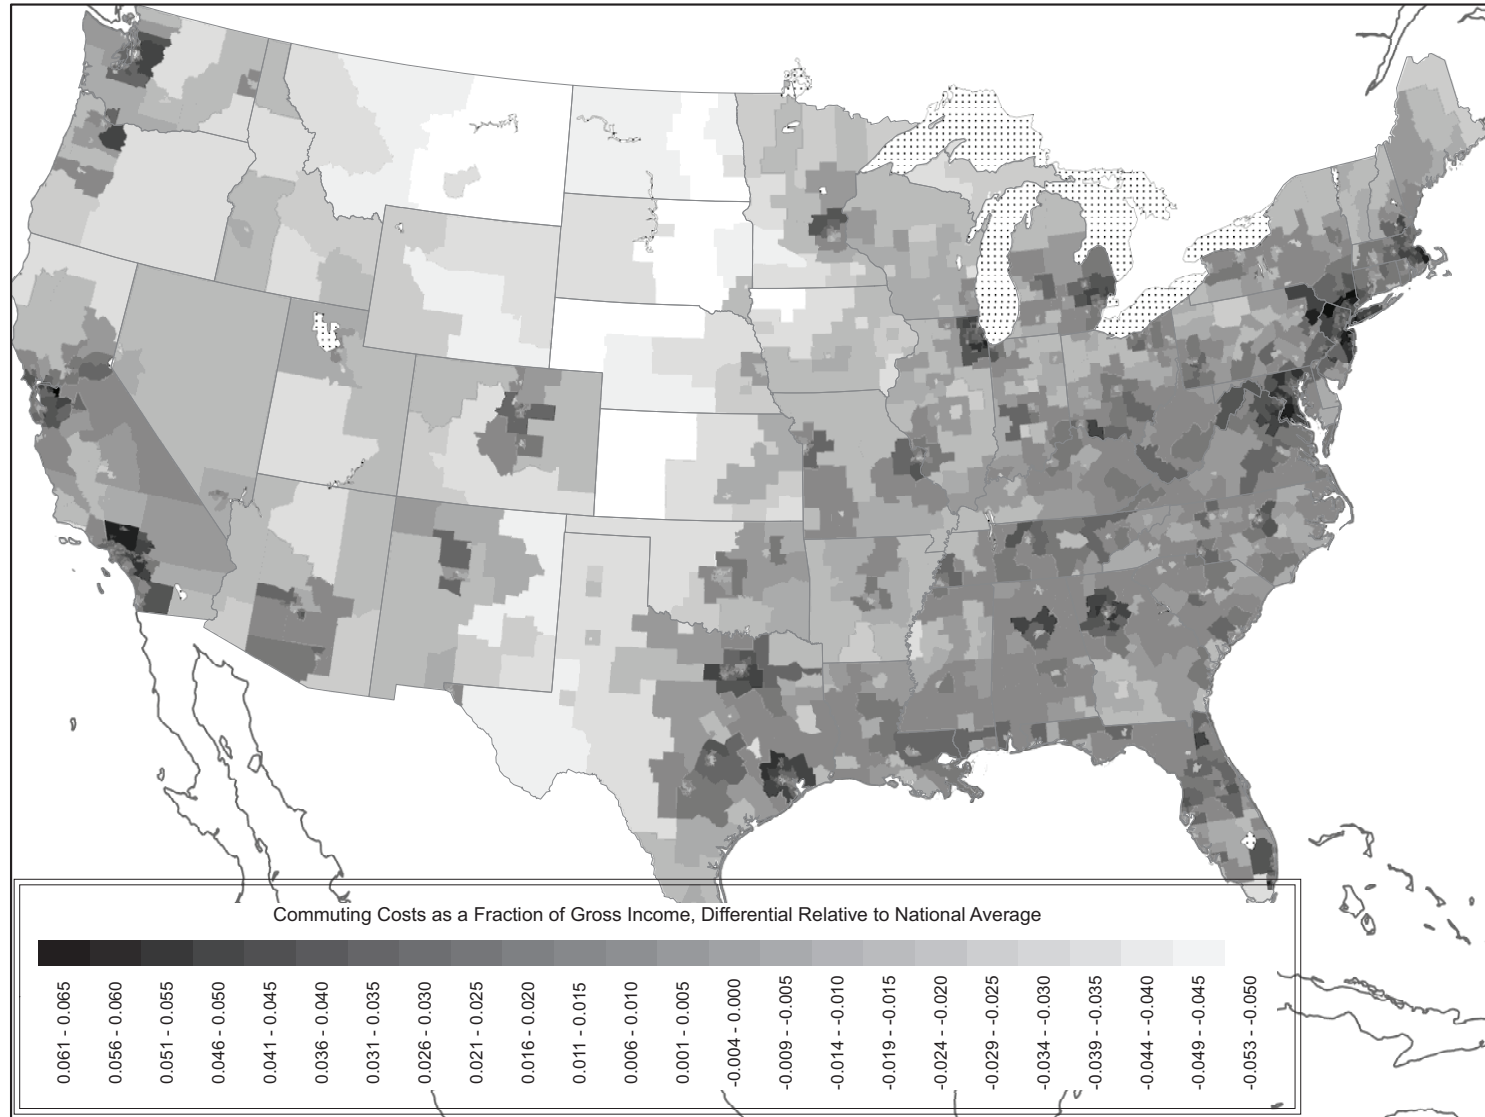 Commuting Costs as a Fraction of Gross Income, Differential Relative to National Average
0.061 - 0.065
0.056 - 0.060
0.051 - 0.055
0.046 - 0.050
0.041 - 0.045
0.036 - 0.040
0.031 - 0.035
0.026 - 0.030
0.021 - 0.025
0.016 - 0.020
0.011 - 0.015
0.006 - 0.010
0.001 - 0.005
-0.004 - 0.000
-0.009 - -0.005
-0.014 - -0.010
-0.019 - -0.015
-0.024 - -0.020
-0.029 - -0.025
-0.034 - -0.030
-0.039 - -0.035
-0.044 - -0.040
-0.049 - -0.045
-0.053 - -0.050